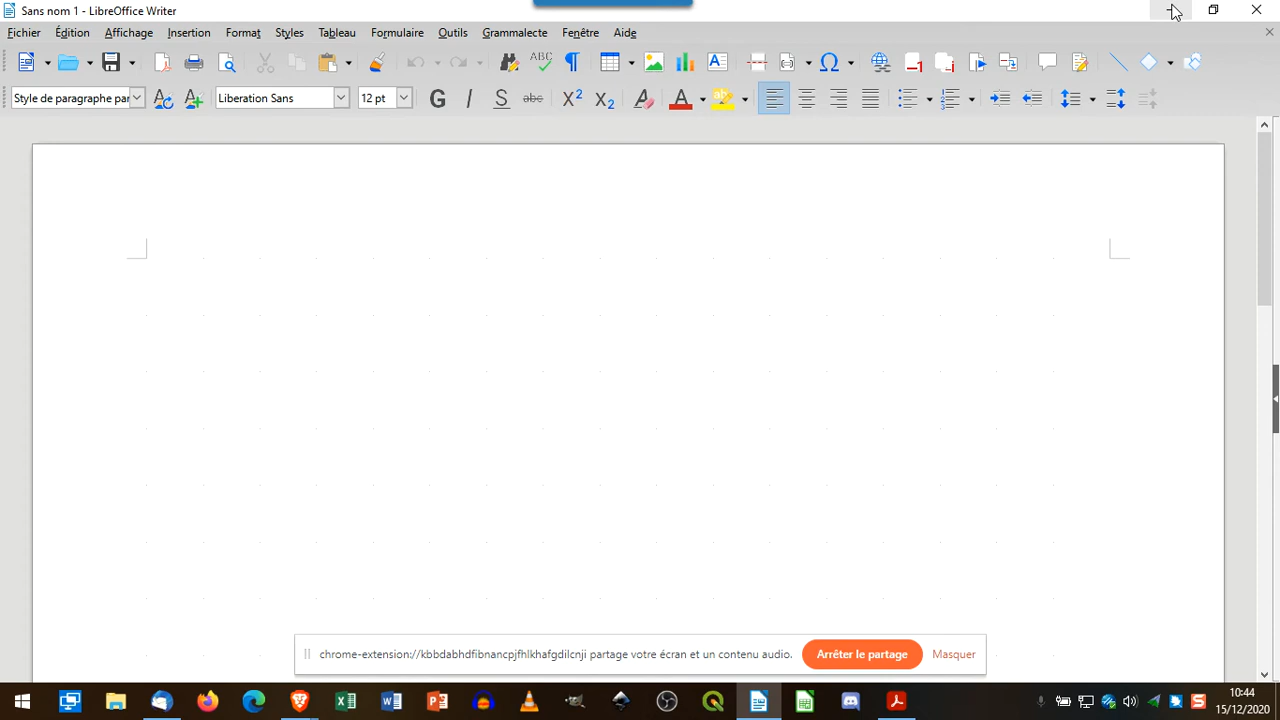 Sans nom 1 - LibreOffice Writer
Fichier Édition Affichage Insertion Format Styles Tableau Formulaire Outils Grammalecte Fenêtre Aide
Style de paragraphe par Liberation Sans 12 pt
chrome-extension://kbbdabhdfibnancpjfhlkhafgdilcnji partage votre écran et un contenu audio. Arrêter le partage Masquer
10:44
15/12/2020